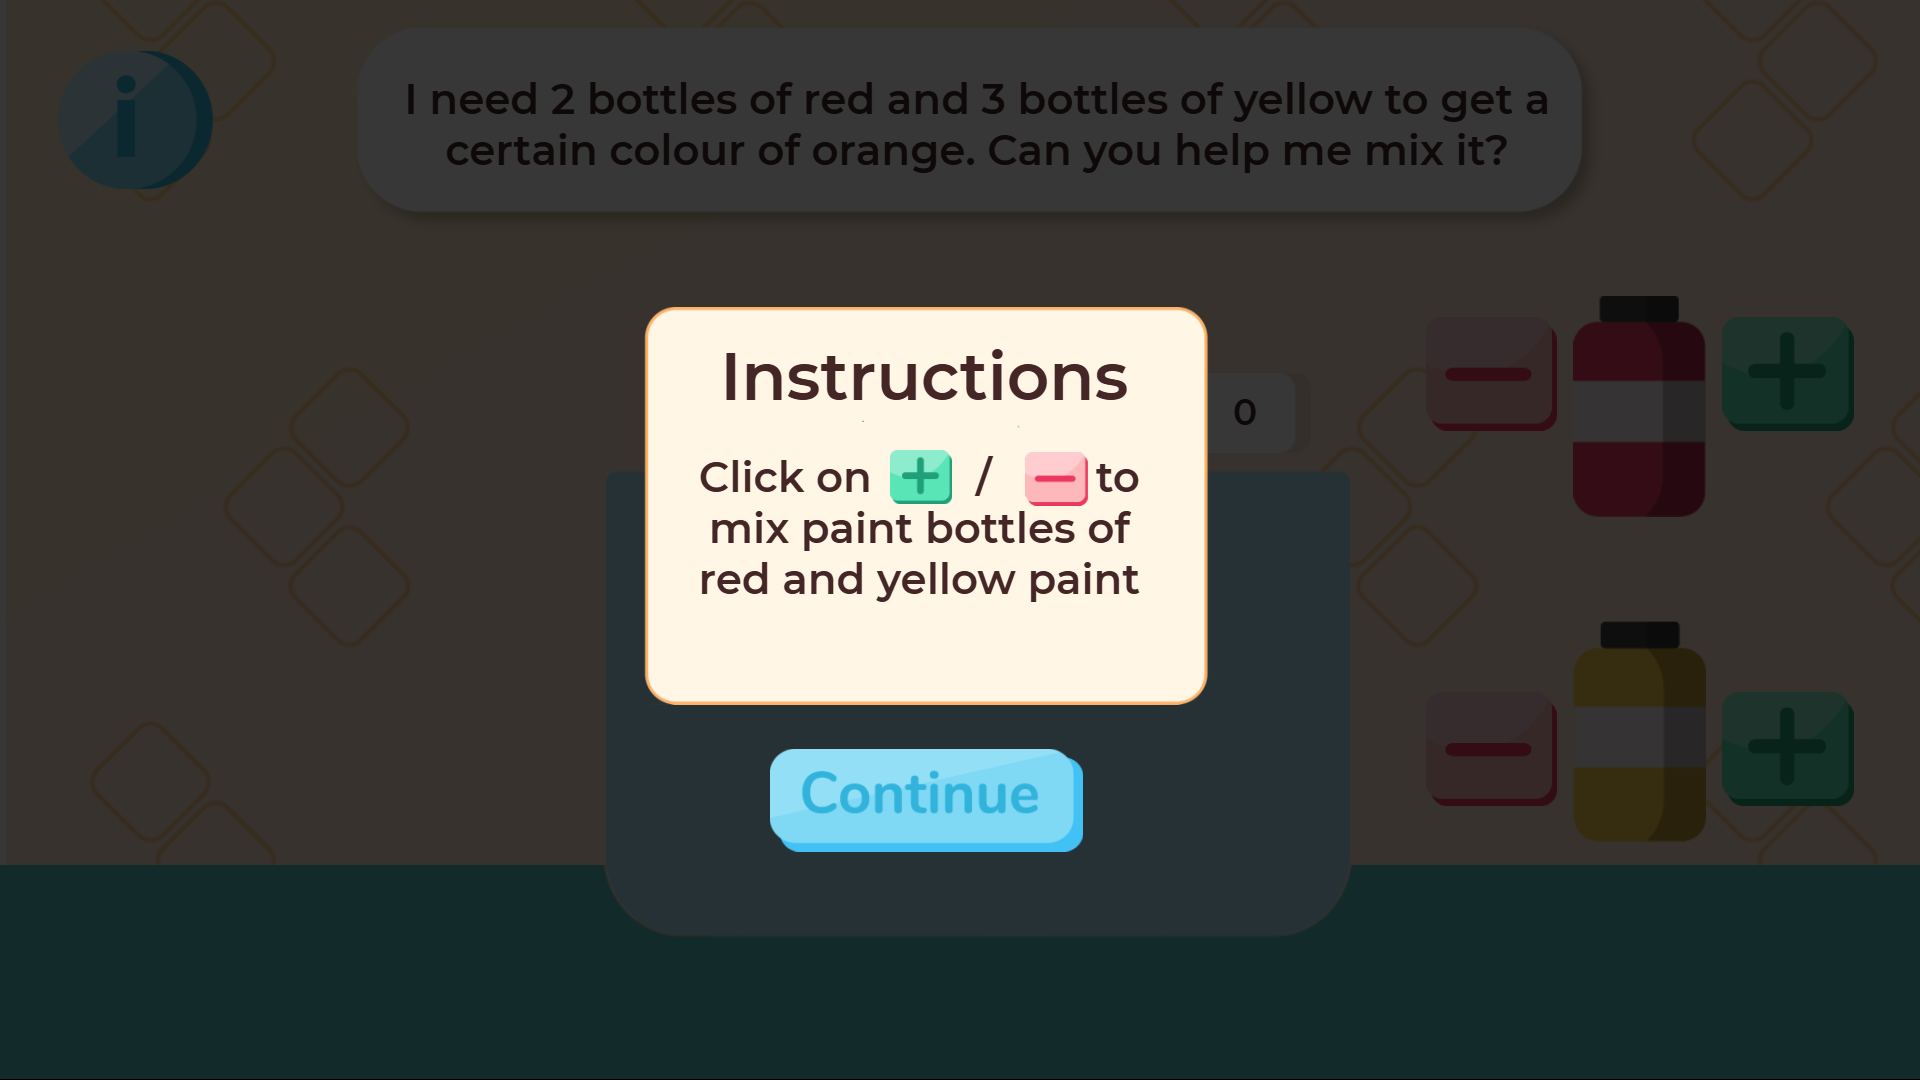 i
I need 2 bottles of red and 3 bottles of yellow to get a
certain colour of orange. Can you help me mix it?
0
Instructions
Click on + / − to
mix paint bottles of
red and yellow paint
Continue